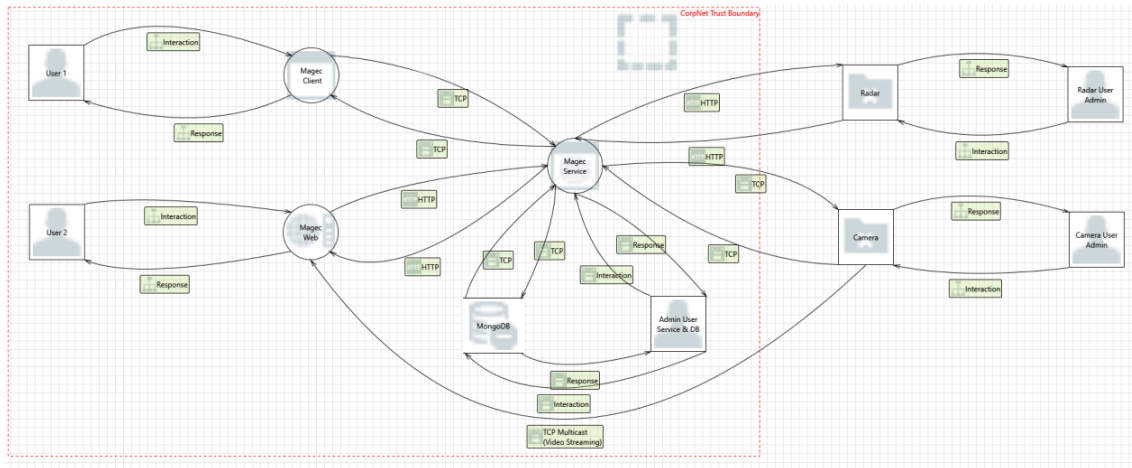 CorpNet Trust Boundary
Interaction
User 1
Magec
Client
Response
TCP
TCP
HTTP
Radar
Response
Radar User
Admin
Interaction
HTTP
Magec
Service
TCP
User 2
Interaction
Magec
Web
Response
HTTP
HTTP
TCP
TCP
Response
Interaction
TCP
Camera
Response
Camera User
Admin
Interaction
MongoDB
Admin User
Service & DB
Response
Interaction
TCP Multicast
(Video Streaming)